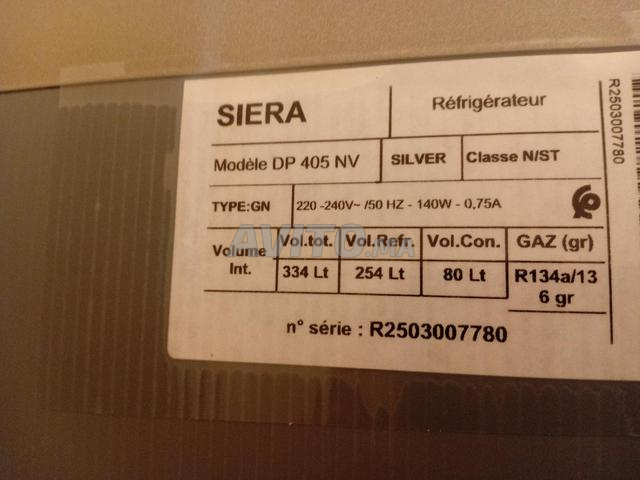 SIERA
Réfrigérateur
Modèle DP 405 NV
SILVER
Classe N/ST
TYPE:GN
220 -240V~ /50 HZ - 140W - 0,75A
Volume Int.
Vol.tot.
Vol.Refr.
Vol.Con.
GAZ (gr)
334 Lt
254 Lt
80 Lt
R134a/13
6 gr
n° série : R2503007780
R2503007780
AVITO.MA